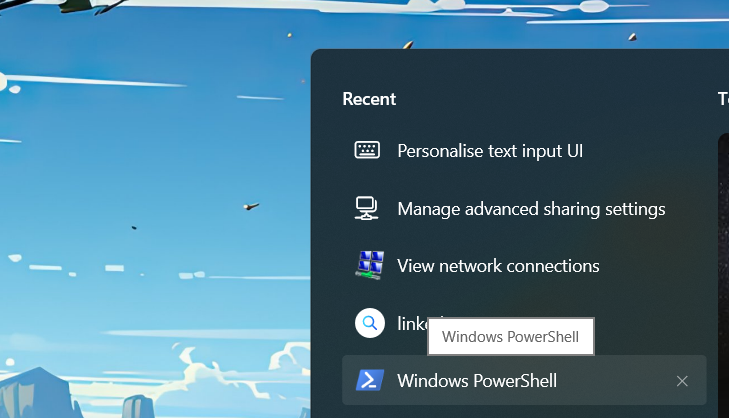 Recent
Personalise text input UI
Manage advanced sharing settings
View network connections
Windows PowerShell
Windows PowerShell